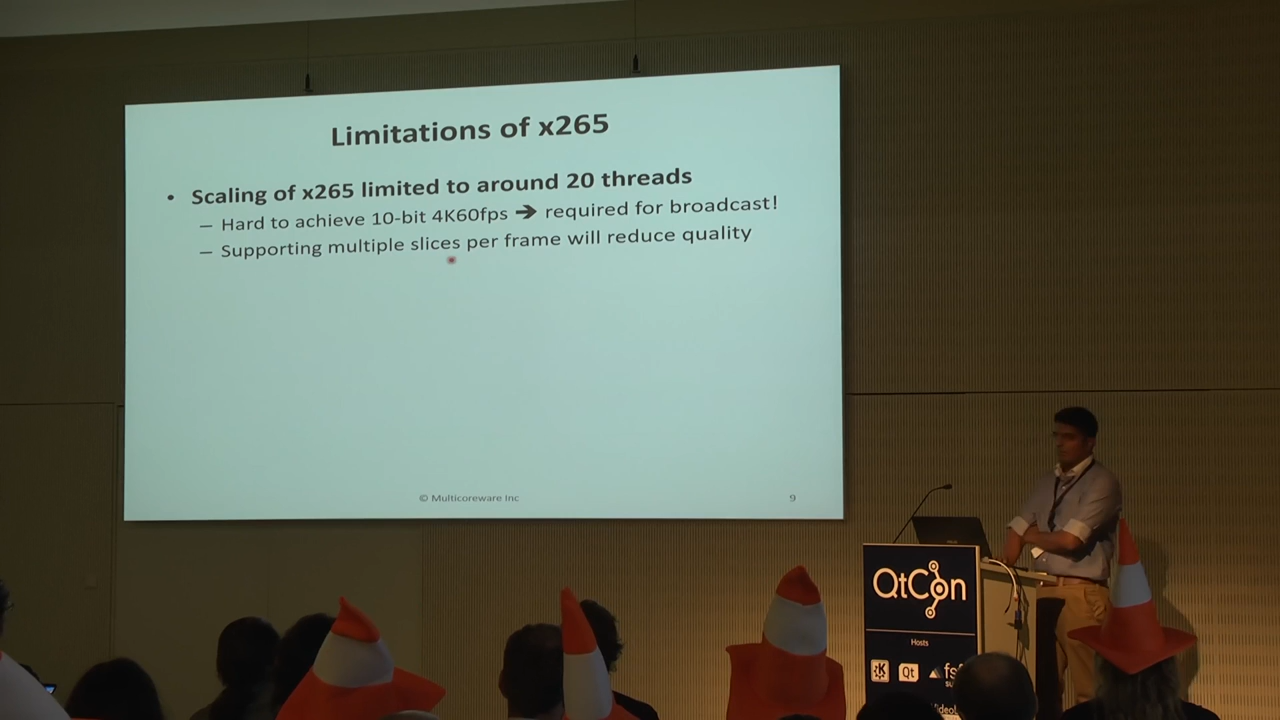 Limitations of x265
• Scaling of x265 limited to around 20 threads
– Hard to achieve 10-bit 4K60fps ➔ required for broadcast!
– Supporting multiple slices per frame will reduce quality
© Multicoreware Inc
9
QtCon
Hosts
Qt